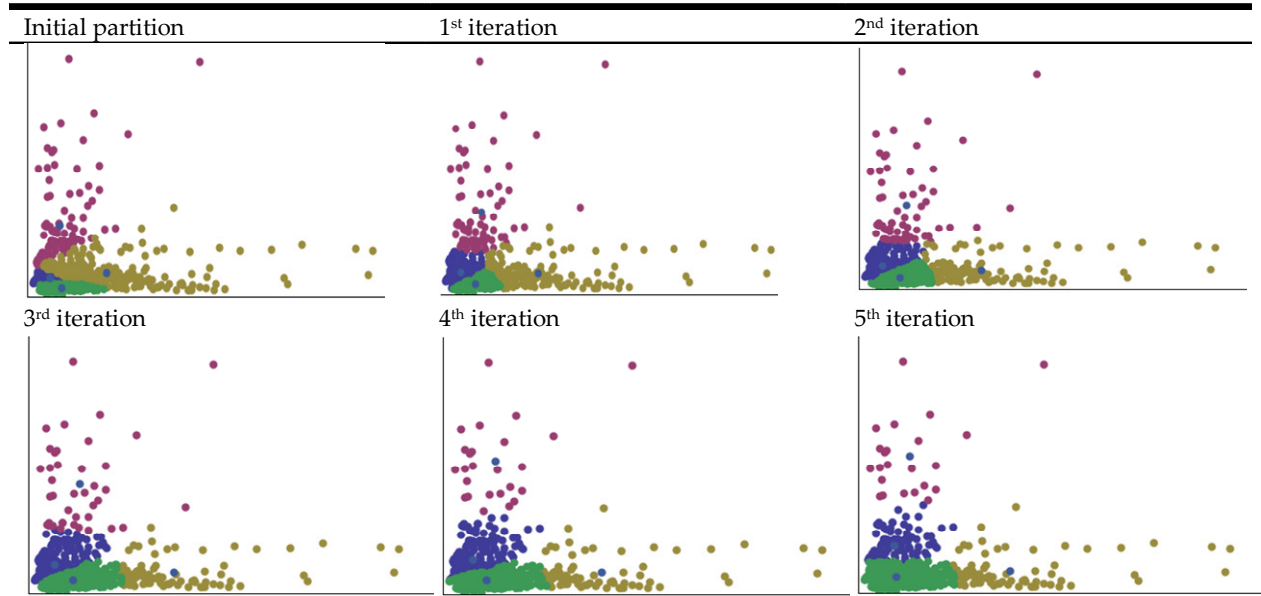 Initial partition
1st iteration
2nd iteration
3rd iteration
4th iteration
5th iteration